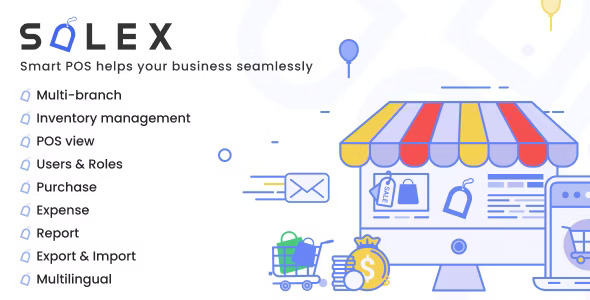 SALEX
Smart POS helps your business seamlessly
Multi-branch
Inventory management
POS view
Users & Roles
Purchase
Expense
Report
Export & Import
Multilingual
SALE
$